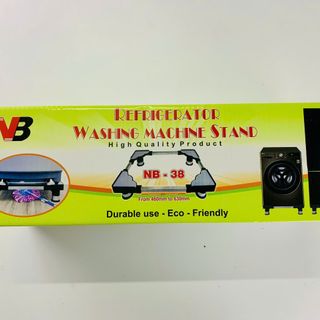 NB
REFRIGERATOR
WASHING MACHINE STAND
High Quality Product
NB - 38
From 460mm to 630mm
Durable use - Eco - Friendly